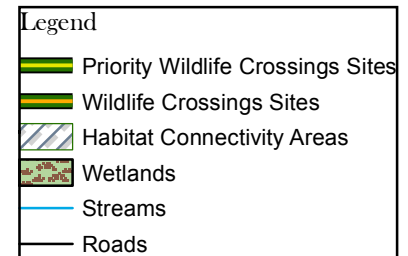 Legend
Priority Wildlife Crossings Sites
Wildlife Crossings Sites
Habitat Connectivity Areas
Wetlands
Streams
Roads